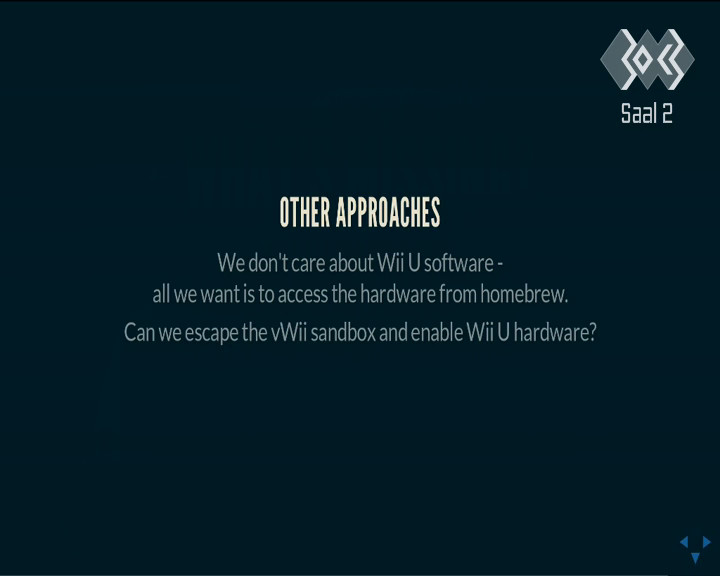 Saal 2
OTHER APPROACHES
We don't care about Wii U software -
all we want is to access the hardware from homebrew.
Can we escape the vWii sandbox and enable Wii U hardware?